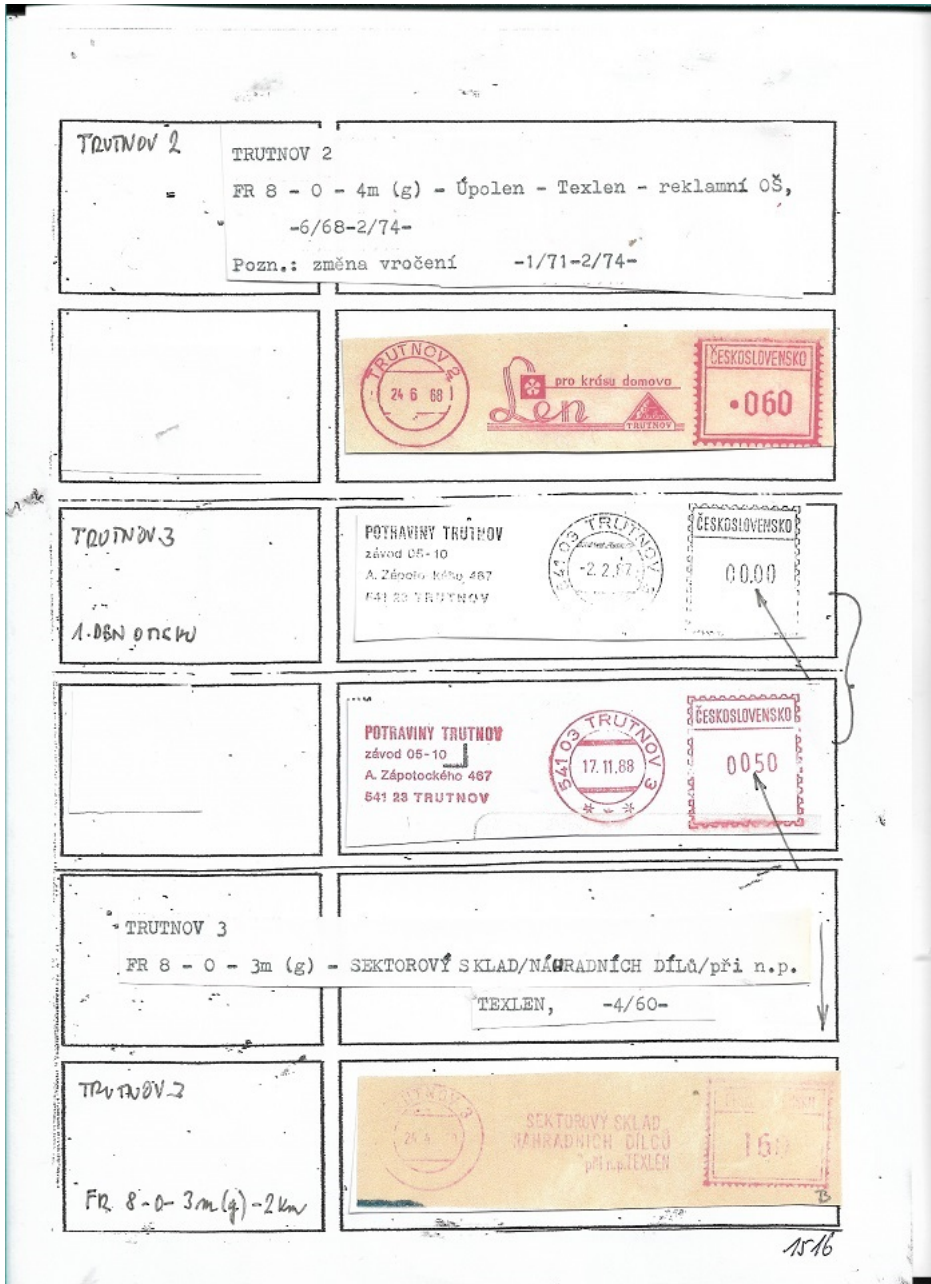 TRUTNOV 2
TRUTNOV 2
FR 8 - 0 - 4m (g) - Úpolen - Texlen - reklamní OŠ,
-6/68-2/74-
Pozn.: změna vročení -1/71-2/74-
TRUTNOV 2
24 6 68
Len
pro krásu domova
TRUTNOV
ČESKOSLOVENSKO
•060
TRUTNOV 3
1. DEN OTISKU
POTRAVINY TRUTNOV
závod 05-10
A. Zápotockého 467
541 23 TRUTNOV
541 03 TRUTNOV 3
-2.2.87
ČESKOSLOVENSKO
00.00
POTRAVINY TRUTNOV
závod 05-10
A. Zápotockého 467
541 23 TRUTNOV
541 03 TRUTNOV 3
17.11.88
ČESKOSLOVENSKO
0050
TRUTNOV 3
FR 8 - 0 - 3m (g) - SEKTOROVÝ SKLAD/NÁHRADNÍCH DÍLů/při n.p.
TEXLEN, -4/60-
TRUTNOV 3
FR 8-0-3m(g)-2km
TRUTNOV 3
SEKTOROVÝ SKLAD
NÁHRADNÍCH DÍLCŮ
při n.p. TEXLEN
160
B
1516